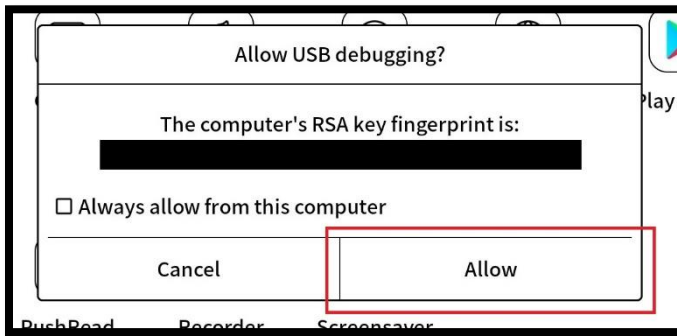 Allow USB debugging?
Play
The computer's RSA key fingerprint is:
Always allow from this computer
Cancel Allow
PushRead Recorder Screensaver